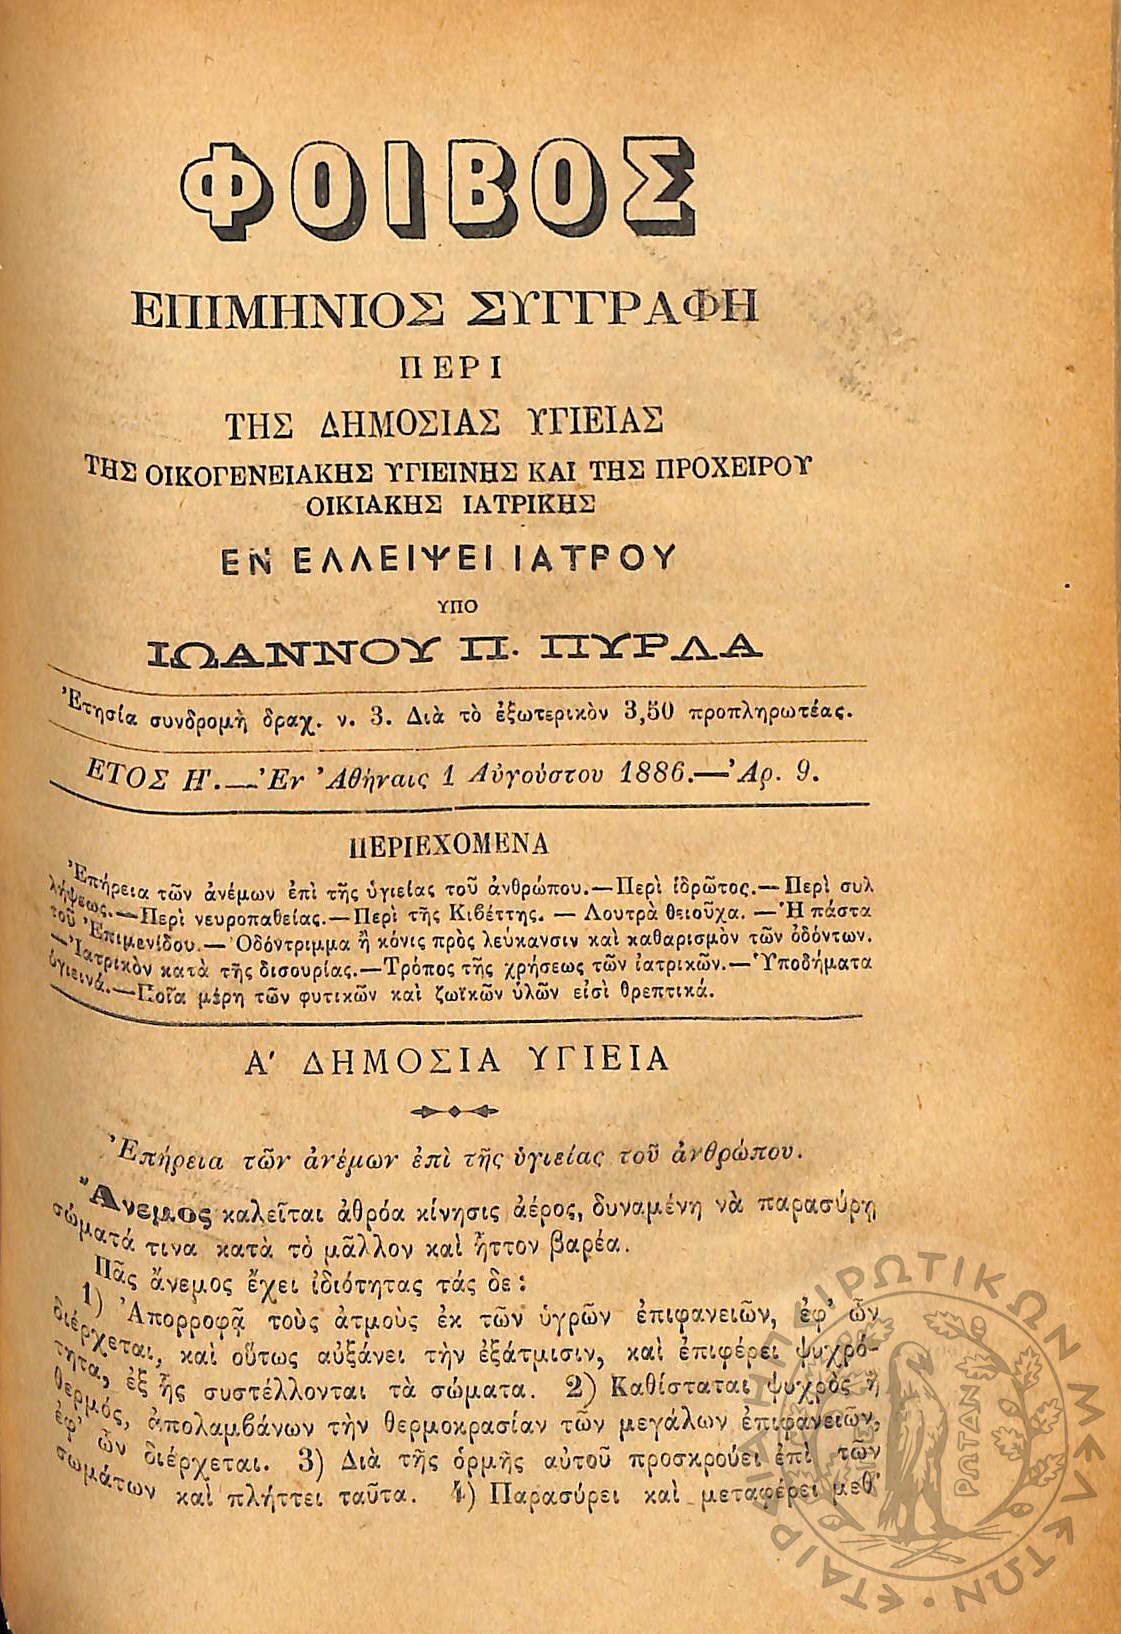 ΦΟΙΒΟΣ
ΕΠΙΜΗΝΙΟΣ ΣΥΓΓΡΑΦΗ
ΠΕΡΙ
ΤΗΣ ΔΗΜΟΣΙΑΣ ΥΓΙΕΙΑΣ
ΤΗΣ ΟΙΚΟΓΕΝΕΙΑΚΗΣ ΥΓΙΕΙΝΗΣ ΚΑΙ ΤΗΣ ΠΡΟΧΕΙΡΟΥ
ΟΙΚΙΑΚΗΣ ΙΑΤΡΙΚΗΣ
ΕΝ ΕΛΛΕΙΨΕΙ ΙΑΤΡΟΥ
ΥΠΟ
ΙΩΑΝΝΟΥ Π. ΠΥΡΛΑ
Ἐτησία συνδρομὴ δραχ. ν. 3. Διὰ τὸ ἐξωτερικὸν 3,50 προπληρωτέας.
ΕΤΟΣ Η΄.—Ἐν Ἀθήναις 1 Αὐγούστου 1886.—Ἀρ. 9.
ΠΕΡΙΕΧΟΜΕΝΑ
Ἐπήρεια τῶν ἀνέμων ἐπὶ τῆς ὑγιείας τοῦ ἀνθρώπου.—Περὶ ἱδρῶτος.—Περὶ συλ
λήψεως.—Περὶ νευροπαθείας.—Περὶ τῆς Κιβέττης. — Λουτρὰ θειοῦχα. — Ἡ πάστα
τοῦ Ἐπιμενίδου.— Ὀδόντριμμα ἢ κόνις πρὸς λεύκανσιν καὶ καθαρισμὸν τῶν ὀδόντων.
—Ἰατρικὸν κατὰ τῆς δισουρίας.—Τρόπος τῆς χρήσεως τῶν ἰατρικῶν.—Ὑποδήματα
ὑγιεινά.—Ποῖα μέρη τῶν φυτικῶν καὶ ζωϊκῶν ὑλῶν εἰσὶ θρεπτικά.
Α΄ ΔΗΜΟΣΙΑ ΥΓΙΕΙΑ
Ἐπήρεια τῶν ἀνέμων ἐπὶ τῆς ὑγιείας τοῦ ἀνθρώπου.
Ἄνεμος καλεῖται ἀθρόα κίνησις ἀέρος, δυναμένη νὰ παρασύρῃ
σώματά τινα κατὰ τὸ μᾶλλον καὶ ἧττον βαρέα.
Πᾶς ἄνεμος ἔχει ἰδιότητας τάς δε:
1) Ἀπορροφᾷ τοὺς ἀτμοὺς ἐκ τῶν ὑγρῶν ἐπιφανειῶν, ἐφ’ ὧν
διέρχεται, καὶ οὕτως αὐξάνει τὴν ἐξάτμισιν, καὶ ἐπιφέρει ψυχρό-
τητα, ἐξ ἧς συστέλλονται τὰ σώματα. 2) Καθίσταται ψυχρὸς ἢ
θερμός, ἀπολαμβάνων τὴν θερμοκρασίαν τῶν μεγάλων ἐπιφανειῶν,
ἐφ’ ὧν διέρχεται. 3) Διὰ τῆς ὁρμῆς αὐτοῦ προσκρούει ἐπὶ τῶν
σωμάτων καὶ πλήττει ταῦτα. 4) Παρασύρει καὶ μεταφέρει μεθ’
ΕΤΑΙΡΙΑ ΗΠΕΙΡΩΤΙΚΩΝ ΜΕΛΕΤΩΝ
ΑΠΕΙ
ΡΩΤΑΝ